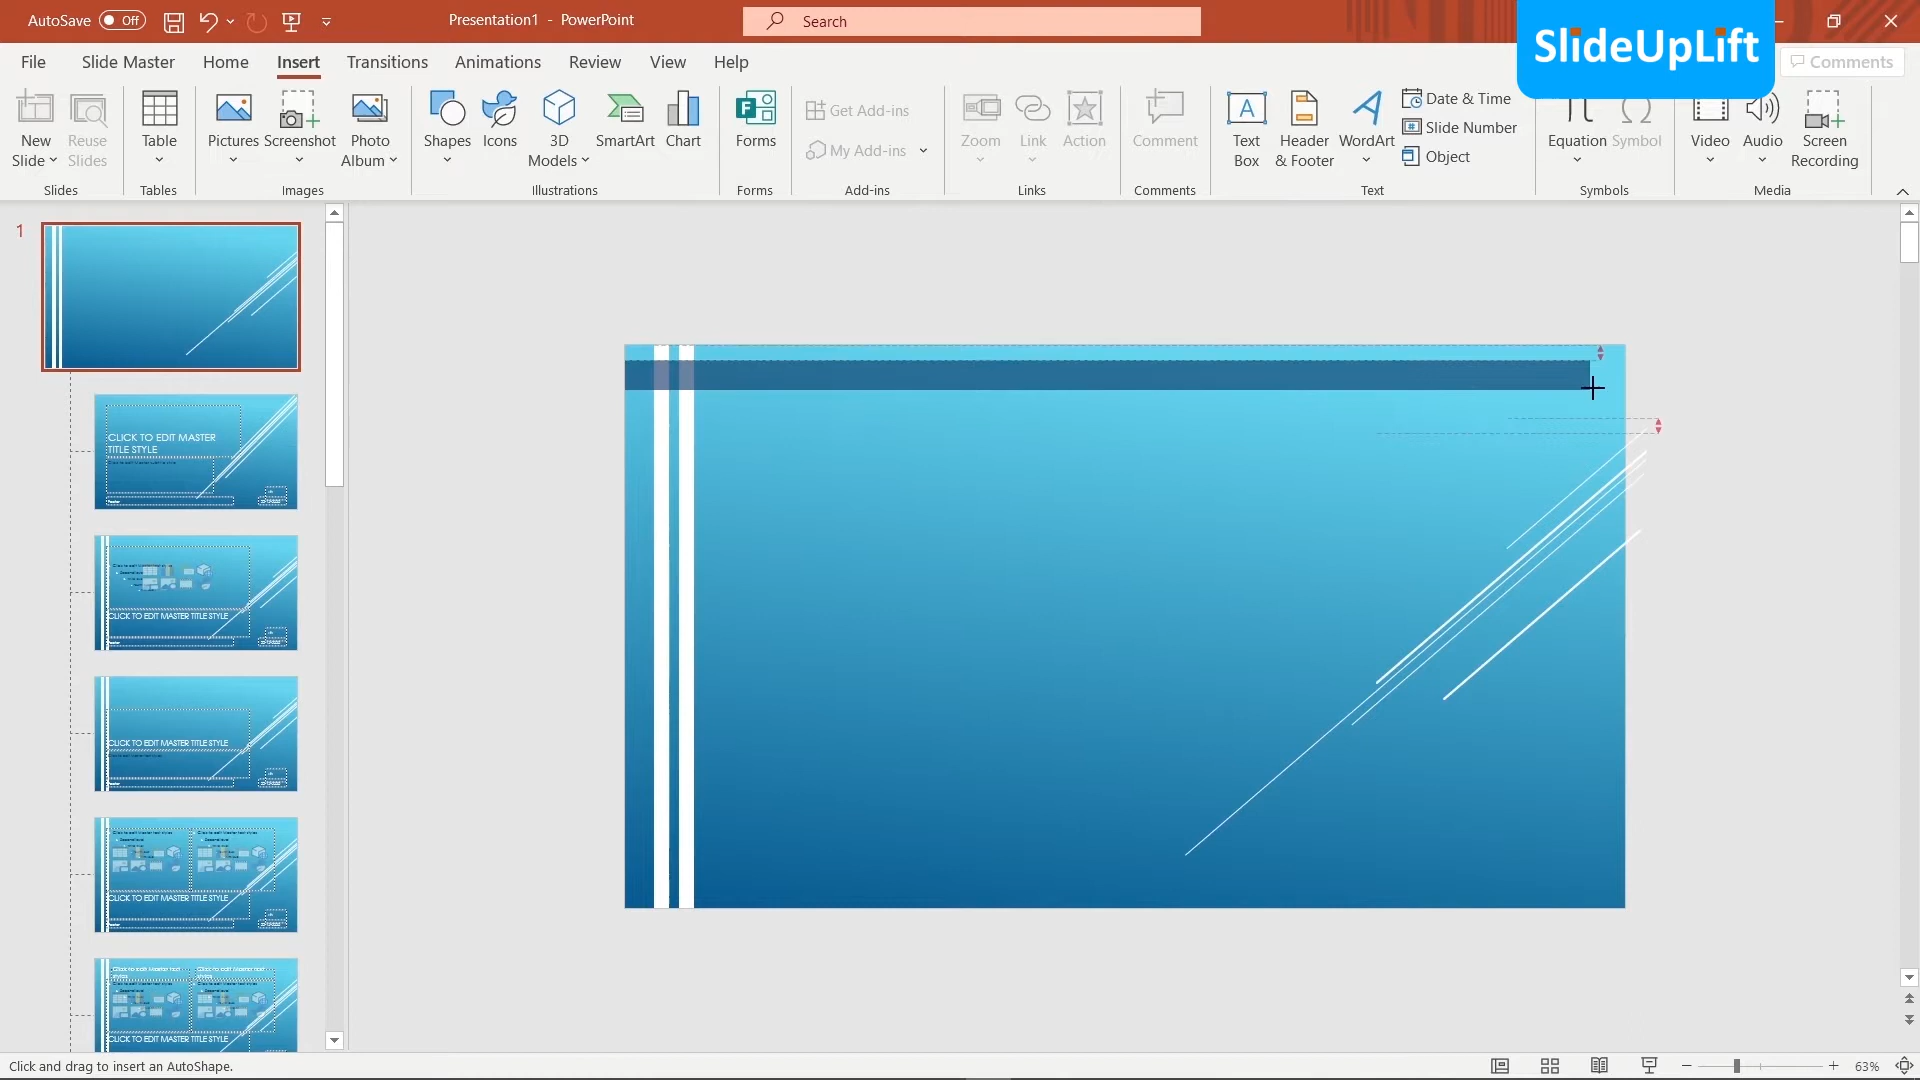 AutoSave Off
Presentation1 - PowerPoint
Search
SlideUpLift
File Slide Master Home Insert Transitions Animations Review View Help
Comments
New Slide
Reuse Slides
Table
Pictures
Screenshot
Photo Album
Shapes
Icons
3D Models
SmartArt
Chart
Forms
Get Add-ins
My Add-ins
Zoom
Link
Action
Comment
Text Box
Header & Footer
WordArt
Date & Time
Slide Number
Object
Equation
Symbol
Video
Audio
Screen Recording
Slides
Tables
Images
Illustrations
Forms
Add-ins
Links
Comments
Text
Symbols
Media
1
CLICK TO EDIT MASTER
TITLE STYLE
CLICK TO EDIT MASTER TITLE STYLE
CLICK TO EDIT MASTER TITLE STYLE
CLICK TO EDIT MASTER TITLE STYLE
CLICK TO EDIT MASTER TITLE STYLE
Click and drag to insert an AutoShape.
63%